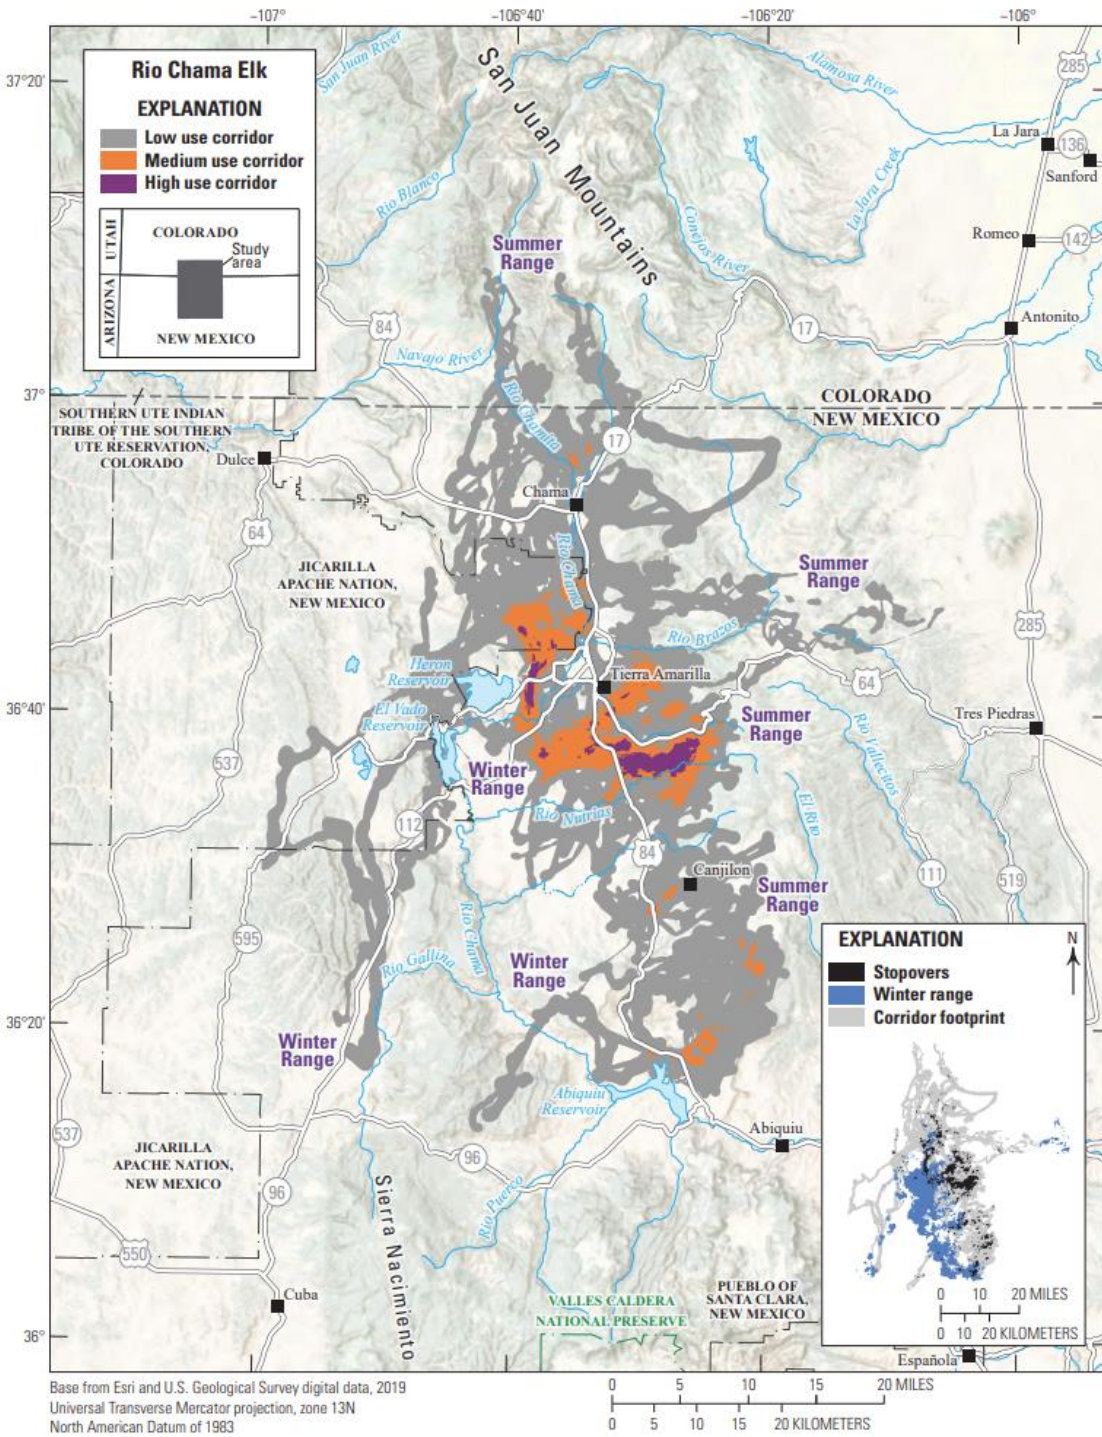 -107°
-106°40'
-106°20'
-106°
37°20'
37°
36°40'
36°20'
36°
Rio Chama Elk
EXPLANATION
Low use corridor
Medium use corridor
High use corridor
UTAH
COLORADO
Study
area
ARIZONA
NEW MEXICO
San Juan River
San Juan Mountains
Alamosa River
285
La Jara
136
Sanford
La Jara Creek
Rio Blanco
Conejos River
Romeo
142
Summer
Range
84
Navajo River
17
Antonito
SOUTHERN UTE INDIAN
TRIBE OF THE SOUTHERN
UTE RESERVATION,
COLORADO
Rio Chamita
COLORADO
NEW MEXICO
17
Dulce
Chama
64
Rio Chama
JICARILLA
APACHE NATION,
NEW MEXICO
Summer
Range
285
Rio Brazos
Heron
Reservoir
Tierra Amarilla
64
El Vado
Reservoir
Summer
Range
Tres Piedras
Rio Vallecitos
537
Winter
Range
112
Rio Nutrias
El Rito
84
Canjilon
111
519
Summer
Range
595
Rio Chama
Rio Gallina
Winter
Range
Winter
Range
Abiquiu
Reservoir
Abiquiu
537
JICARILLA
APACHE NATION,
NEW MEXICO
96
96
Rio Puerco
Sierra Nacimiento
550
Cuba
VALLES CALDERA
NATIONAL PRESERVE
PUEBLO OF
SANTA CLARA,
NEW MEXICO
Española
EXPLANATION
N
Stopovers
Winter range
Corridor footprint
0 10 20 MILES
0 10 20 KILOMETERS
Base from Esri and U.S. Geological Survey digital data, 2019
Universal Transverse Mercator projection, zone 13N
North American Datum of 1983
0 5 10 15 20 MILES
0 5 10 15 20 KILOMETERS